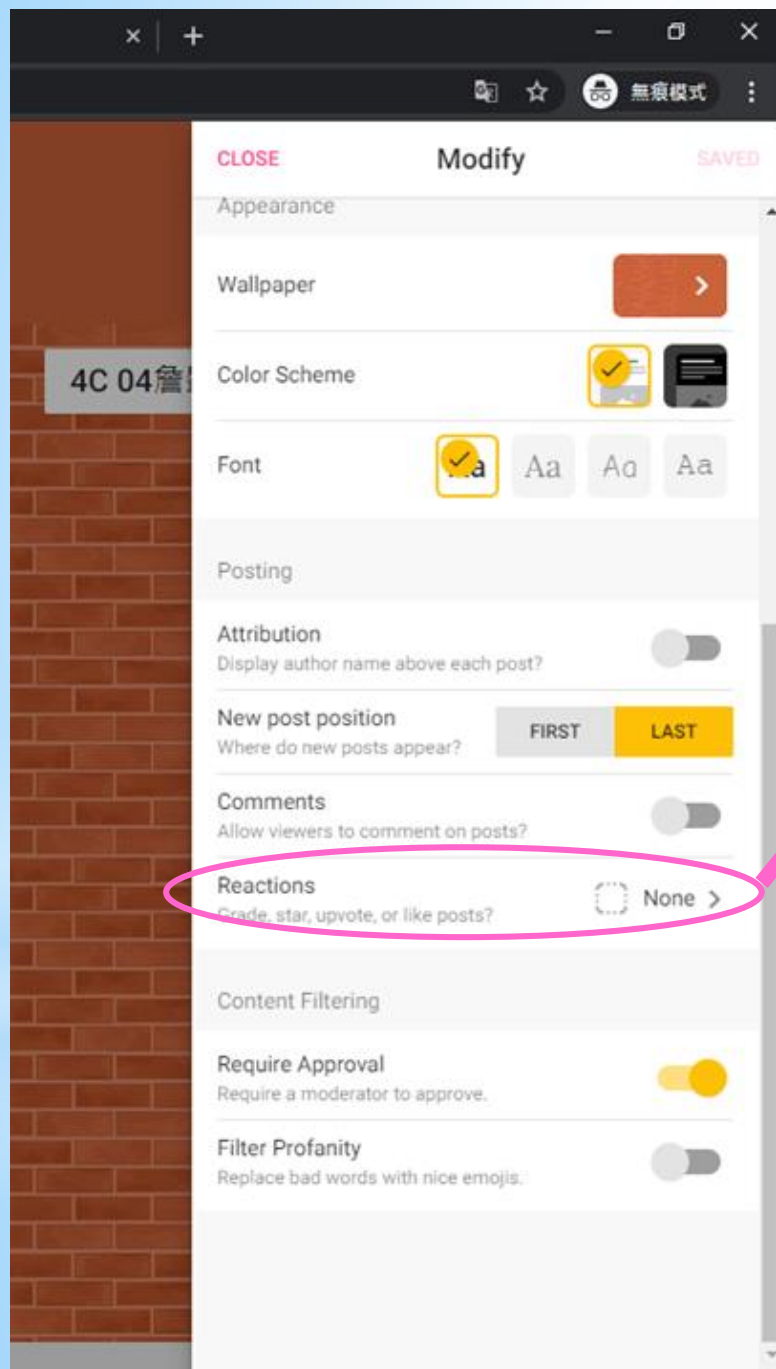 無痕模式
CLOSE Modify SAVED
Appearance
Wallpaper
4C 04詹
Color Scheme
Font Aa Aa Aa
Posting
Attribution
Display author name above each post?
New post position FIRST LAST
Where do new posts appear?
Comments
Allow viewers to comment on posts?
Reactions None
Grade, star, upvote, or like posts?
Content Filtering
Require Approval
Require a moderator to approve.
Filter Profanity
Replace bad words with nice emojis.